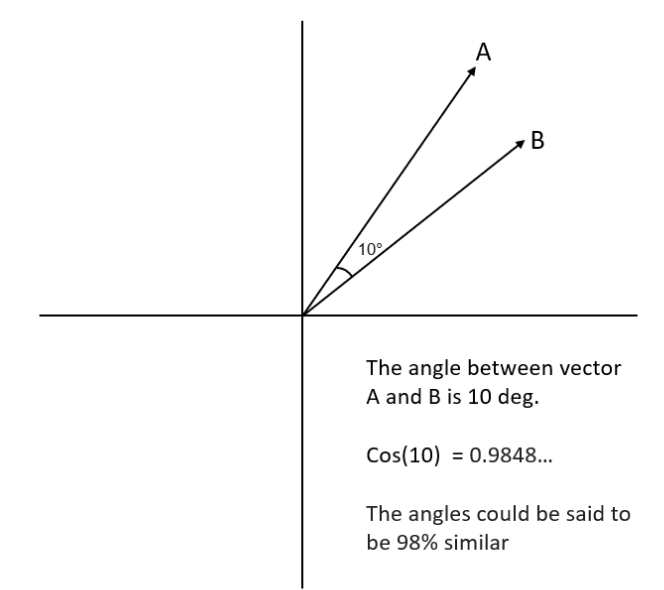 A
B
10°
The angle between vector
A and B is 10 deg.
Cos(10) = 0.9848...
The angles could be said to
be 98% similar